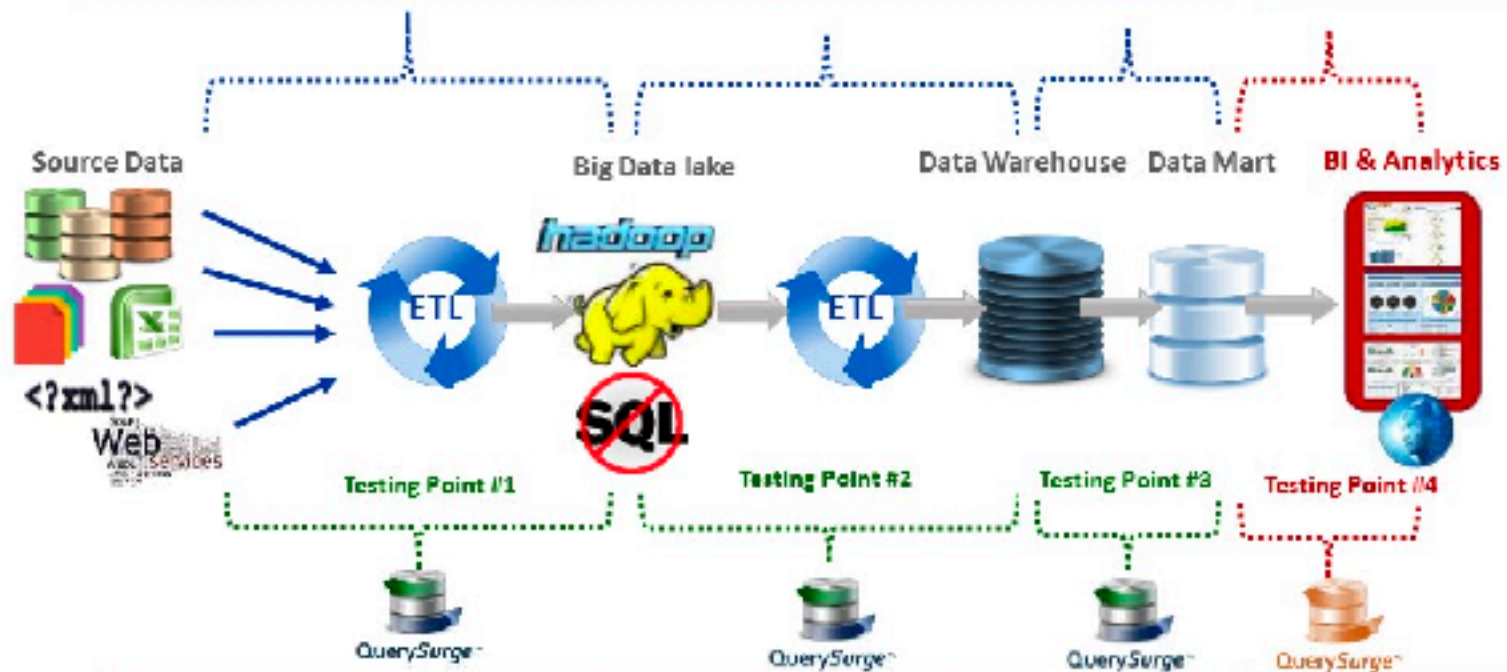 Source Data
Big Data lake
Data Warehouse
Data Mart
BI & Analytics
hadoop
ETL
ETL
<?xml?>
SQL
Web
services
Testing Point #1
Testing Point #2
Testing Point #3
Testing Point #4
QuerySurge
QuerySurge
QuerySurge
QuerySurge